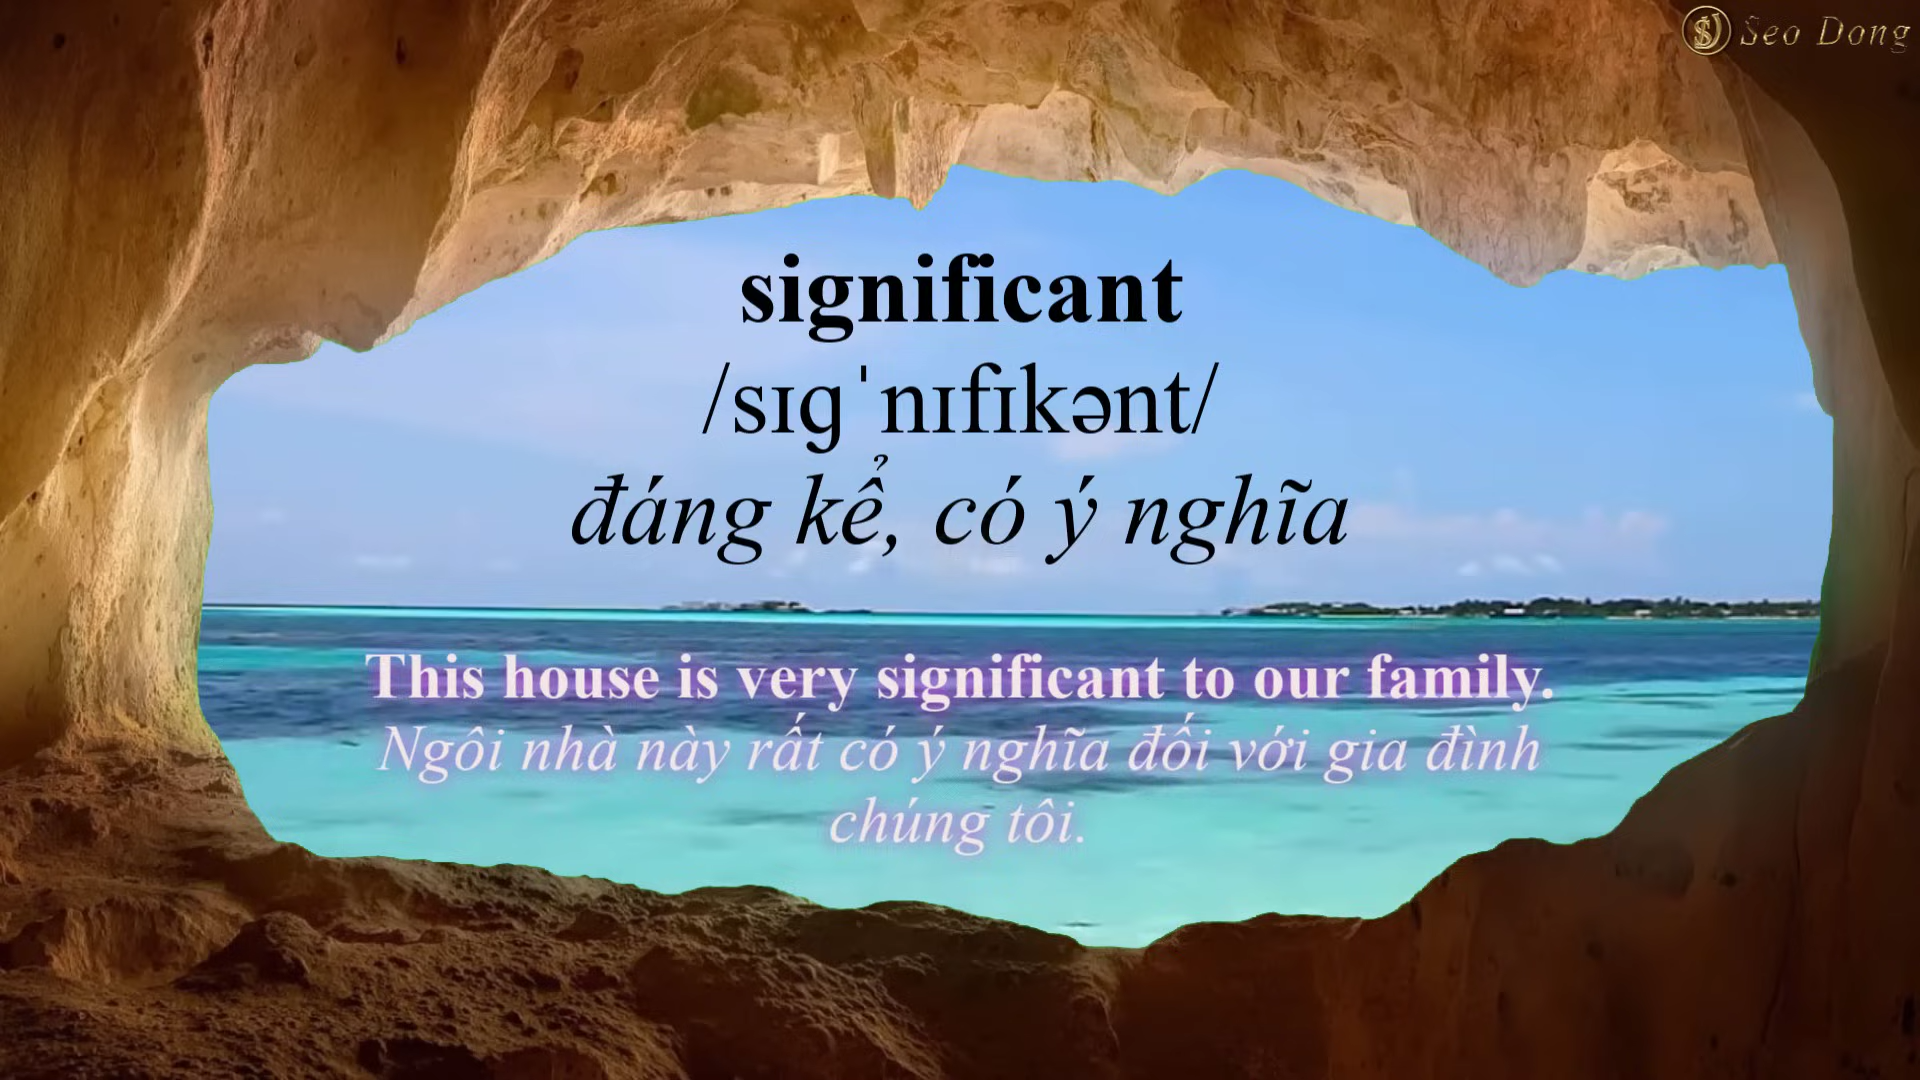 Seo Dong
significant
/sɪɡˈnɪfɪkənt/
đáng kể, có ý nghĩa
This house is very significant to our family.
Ngôi nhà này rất có ý nghĩa đối với gia đình
chúng tôi.